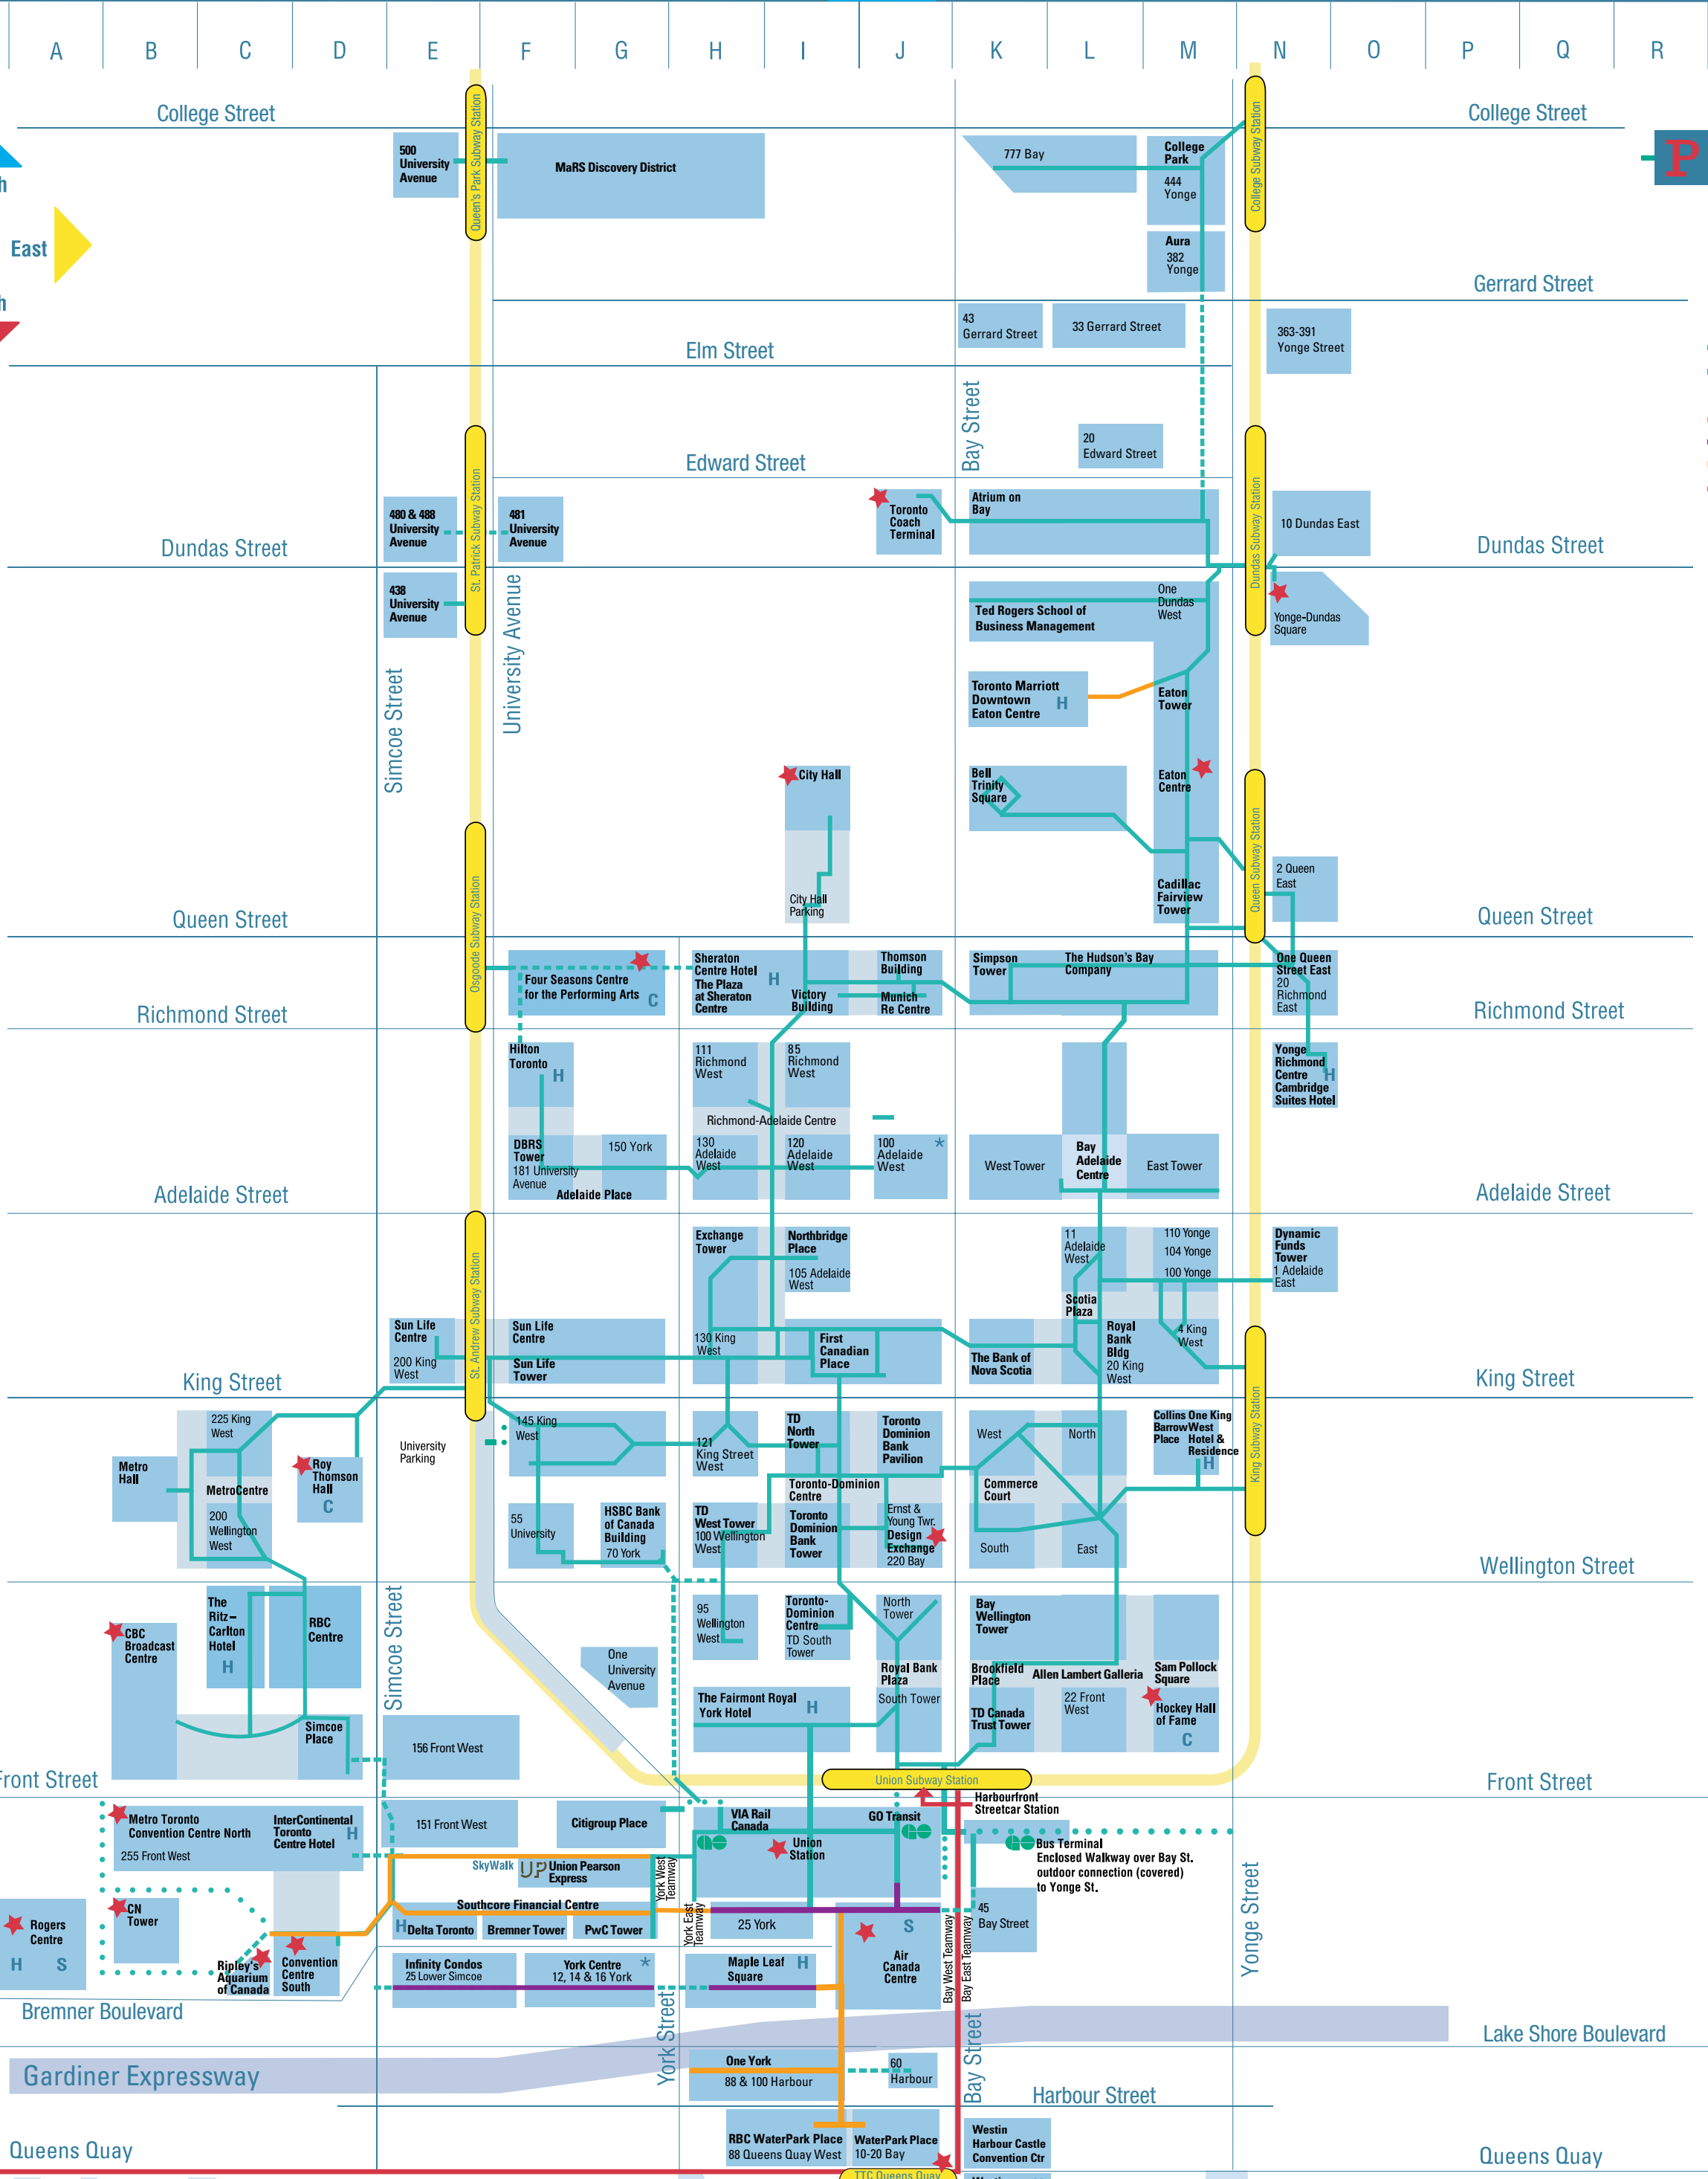 A B C D E F G H I J K L M N O P Q R
College Street
College Street
Queen's Park Subway Station
College Subway Station
500
University
Avenue
MaRS Discovery District
777 Bay
College
Park
444
Yonge
P
h
East
Aura
382
Yonge
h
Gerrard Street
43
Gerrard Street
33 Gerrard Street
363-391
Yonge Street
Elm Street
Bay Street
20
Edward Street
Edward Street
St. Patrick Subway Station
Dundas Subway Station
480 & 488
University
Avenue
481
University
Avenue
Toronto
Coach
Terminal
Atrium on
Bay
10 Dundas East
Dundas Street
Dundas Street
438
University
Avenue
University Avenue
Simcoe Street
One
Dundas
West
Ted Rogers School of
Business Management
Yonge-Dundas
Square
Toronto Marriott
Downtown
Eaton Centre
H
Eaton
Tower
City Hall
Bell
Trinity
Square
Eaton
Centre
Queen Subway Station
Osgoode Subway Station
2 Queen
East
City Hall
Parking
Cadillac
Fairview
Tower
Queen Street
Queen Street
Four Seasons Centre
for the Performing Arts
C
Sheraton
Centre Hotel
The Plaza
at Sheraton
Centre
H
Victory
Building
Thomson
Building
Munich
Re Centre
Simpson
Tower
The Hudson's Bay
Company
One Queen
Street East
20
Richmond
East
Richmond Street
Richmond Street
Hilton
Toronto
H
111
Richmond
West
85
Richmond
West
Yonge
Richmond
Centre
Cambridge
Suites Hotel
H
Richmond-Adelaide Centre
DBRS
Tower
181 University
Avenue
150 York
Adelaide Place
130
Adelaide
West
120
Adelaide
West
100
Adelaide
West
*
West Tower
Bay
Adelaide
Centre
East Tower
Adelaide Street
Adelaide Street
St. Andrew Subway Station
Exchange
Tower
Northbridge
Place
105 Adelaide
West
11
Adelaide
West
110 Yonge
104 Yonge
100 Yonge
Dynamic
Funds
Tower
1 Adelaide
East
Scotia
Plaza
Sun Life
Centre
200 King
West
Sun Life
Centre
Sun Life
Tower
130 King
West
First
Canadian
Place
The Bank of
Nova Scotia
Royal
Bank
Bldg
20 King
West
4 King
West
King Street
King Street
King Subway Station
225 King
West
University
Parking
145 King
West
121
King Street
West
TD
North
Tower
Toronto
Dominion
Bank
Pavilion
West
North
Collins
Barrow
Place
One King
West
Hotel &
Residence
H
Metro
Hall
MetroCentre
Roy
Thomson
Hall
C
Toronto-Dominion
Centre
Commerce
Court
200
Wellington
West
55
University
HSBC Bank
of Canada
Building
70 York
TD
West Tower
100 Wellington
West
Toronto
Dominion
Bank
Tower
Ernst &
Young Twr.
Design
Exchange
220 Bay
South
East
Wellington Street
Simcoe Street
CBC
Broadcast
Centre
The
Ritz–
Carlton
Hotel
H
RBC
Centre
One
University
Avenue
95
Wellington
West
Toronto-
Dominion
Centre
TD South
Tower
North
Tower
Bay
Wellington
Tower
Royal Bank
Plaza
Brookfield
Place
Allen Lambert Galleria
Sam Pollock
Square
The Fairmont Royal
York Hotel
H
South Tower
TD Canada
Trust Tower
22 Front
West
Hockey Hall
of Fame
C
Simcoe
Place
156 Front West
Front Street
Union Subway Station
Front Street
Harbourfront
Streetcar Station
Metro Toronto
Convention Centre North
255 Front West
InterContinental
Toronto
Centre Hotel
H
151 Front West
Citigroup Place
VIA Rail
Canada
GO Transit
Union
Station
Bus Terminal
Enclosed Walkway over Bay St.
outdoor connection (covered)
to Yonge St.
SkyWalk
UP
Union Pearson
Express
York West
Teamway
York East
Teamway
Southcore Financial Centre
H
Delta Toronto
Bremner Tower
PwC Tower
25 York
S
Air
Canada
Centre
45
Bay Street
Bay West Teamway
Bay East Teamway
Yonge Street
Rogers
Centre
H S
CN
Tower
Ripley's
Aquarium
of Canada
Convention
Centre
South
Infinity Condos
25 Lower Simcoe
York Centre
12, 14 & 16 York
*
Maple Leaf
Square
H
Bremner Boulevard
York Street
Bay Street
Lake Shore Boulevard
Gardiner Expressway
One York
88 & 100 Harbour
60
Harbour
Harbour Street
RBC WaterPark Place
88 Queens Quay West
WaterPark Place
10-20 Bay
Westin
Harbour Castle
Convention Ctr
Queens Quay
Queens Quay
TTC Queens Quay